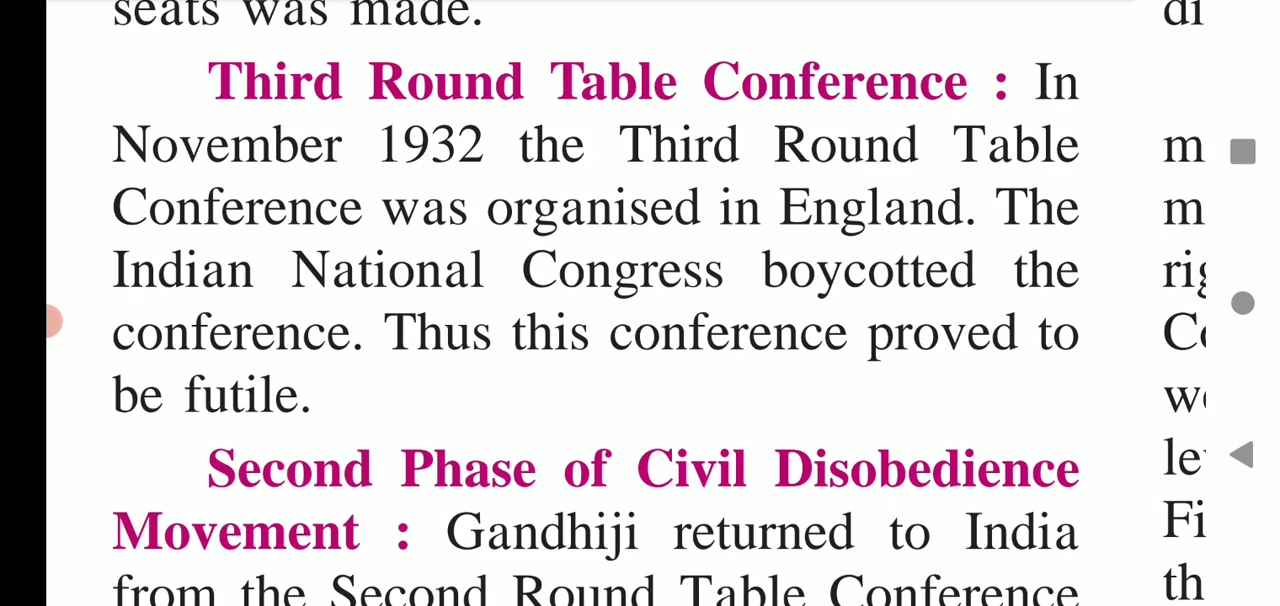 seats was made.
Third Round Table Conference : In
November 1932 the Third Round Table
Conference was organised in England. The
Indian National Congress boycotted the
conference. Thus this conference proved to
be futile.
Second Phase of Civil Disobedience
Movement : Gandhiji returned to India
from the Second Round Table Conference